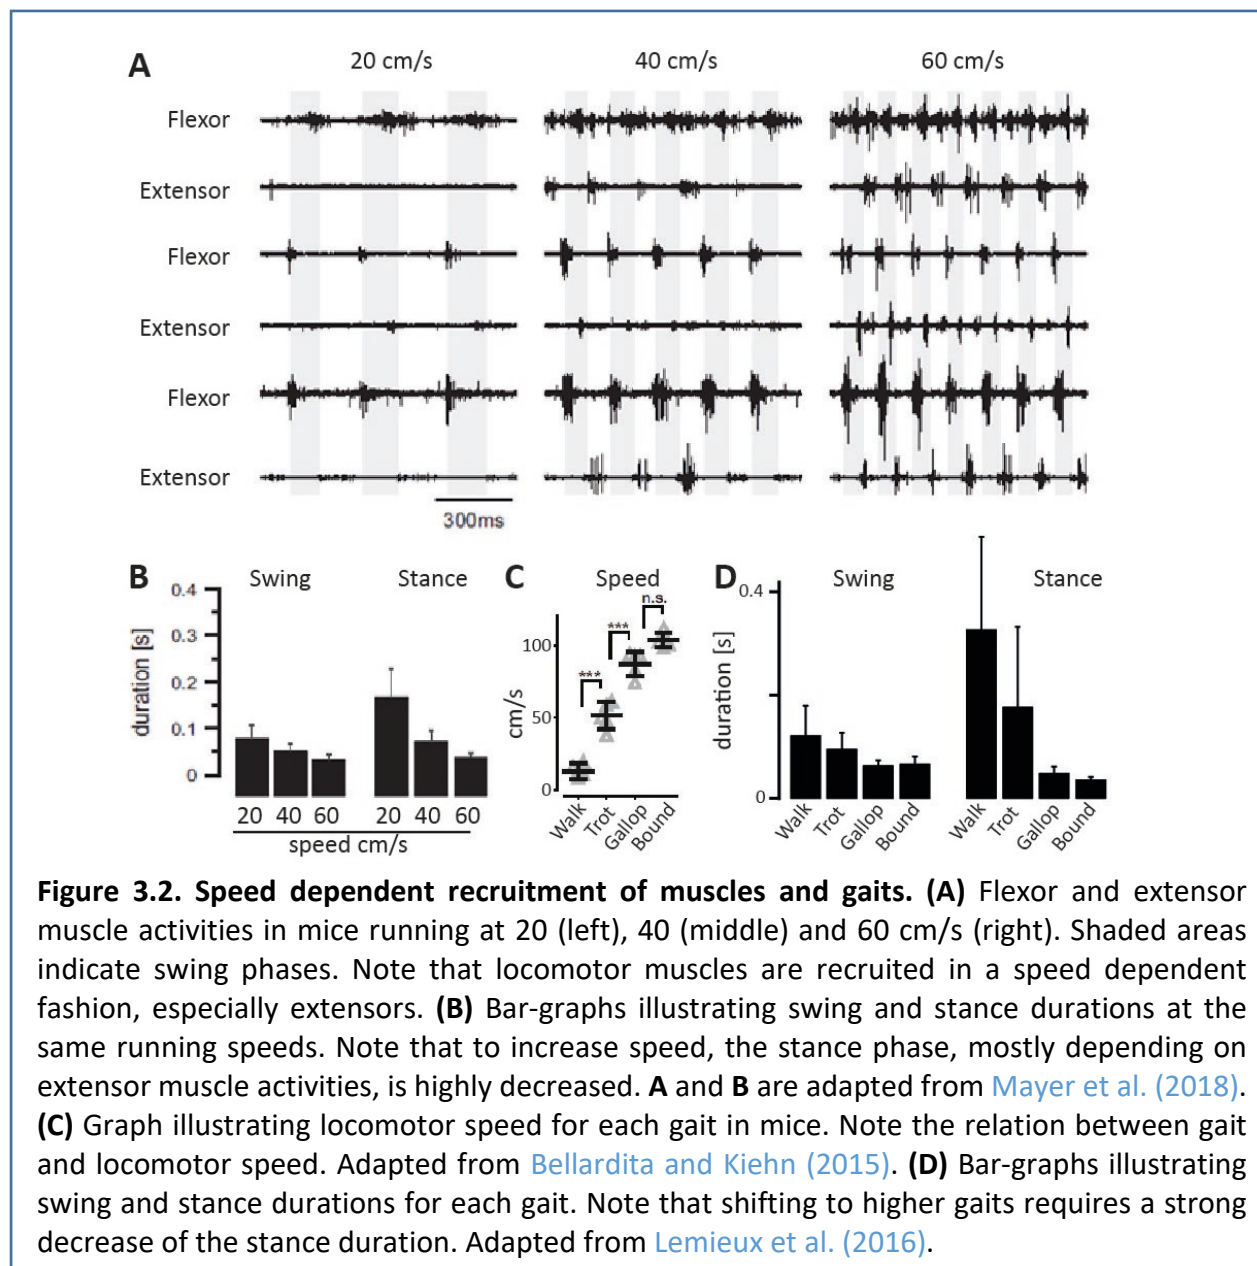 A
20 cm/s 40 cm/s 60 cm/s
Flexor
Extensor
Flexor
Extensor
Flexor
Extensor
300ms
B
Swing Stance
duration [s]
0.4
0.3
0.2
0.1
0
20 40 60 20 40 60
speed cm/s
C
Speed
n.s.
***
***
cm/s
100
50
0
Walk
Trot
Gallop
Bound
D
Swing Stance
duration [s]
0.4
0
Walk
Trot
Gallop
Bound
Walk
Trot
Gallop
Bound
Figure 3.2. Speed dependent recruitment of muscles and gaits. (A) Flexor and extensor
muscle activities in mice running at 20 (left), 40 (middle) and 60 cm/s (right). Shaded areas
indicate swing phases. Note that locomotor muscles are recruited in a speed dependent
fashion, especially extensors. (B) Bar-graphs illustrating swing and stance durations at the
same running speeds. Note that to increase speed, the stance phase, mostly depending on
extensor muscle activities, is highly decreased. A and B are adapted from Mayer et al. (2018).
(C) Graph illustrating locomotor speed for each gait in mice. Note the relation between gait
and locomotor speed. Adapted from Bellardita and Kiehn (2015). (D) Bar-graphs illustrating
swing and stance durations for each gait. Note that shifting to higher gaits requires a strong
decrease of the stance duration. Adapted from Lemieux et al. (2016).